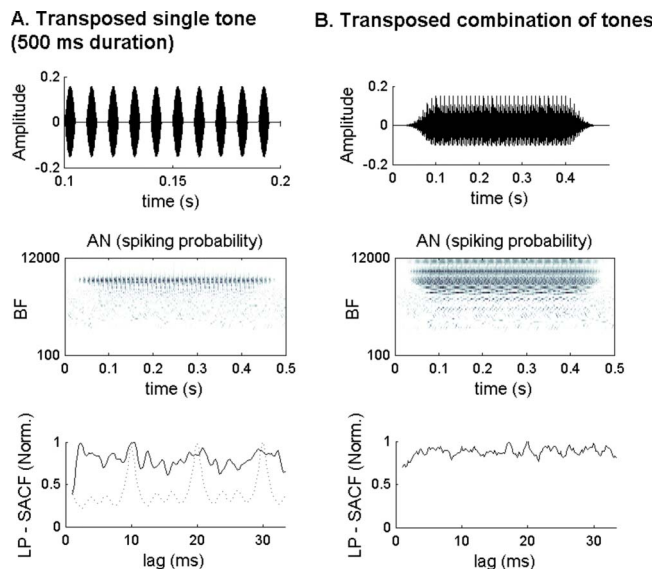 A. Transposed single tone
(500 ms duration)
B. Transposed combination of tones
0.2
0
-0.2
Amplitude
0.1
0.15
0.2
time (s)
0.2
0
-0.2
Amplitude
0
0.1
0.2
0.3
0.4
time (s)
AN (spiking probability)
12000
BF
100
0
0.1
0.2
0.3
0.4
0.5
time (s)
AN (spiking probability)
12000
BF
100
0
0.1
0.2
0.3
0.4
0.5
time (s)
1
0.5
0
LP - SACF (Norm.)
0
10
20
30
lag (ms)
1
0.5
0
LP - SACF (Norm.)
0
10
20
30
lag (ms)